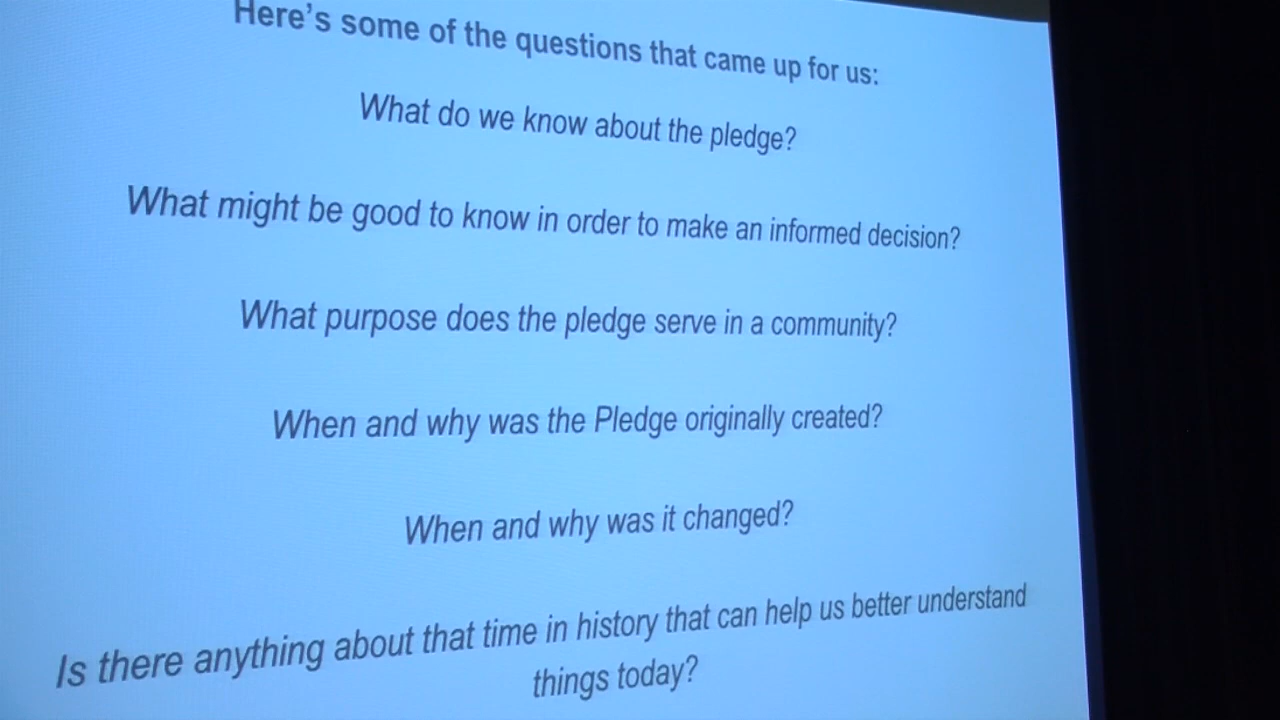 Here's some of the questions that came up for us:
What do we know about the pledge?
What might be good to know in order to make an informed decision?
What purpose does the pledge serve in a community?
When and why was the Pledge originally created?
When and why was it changed?
Is there anything about that time in history that can help us better understand
things today?